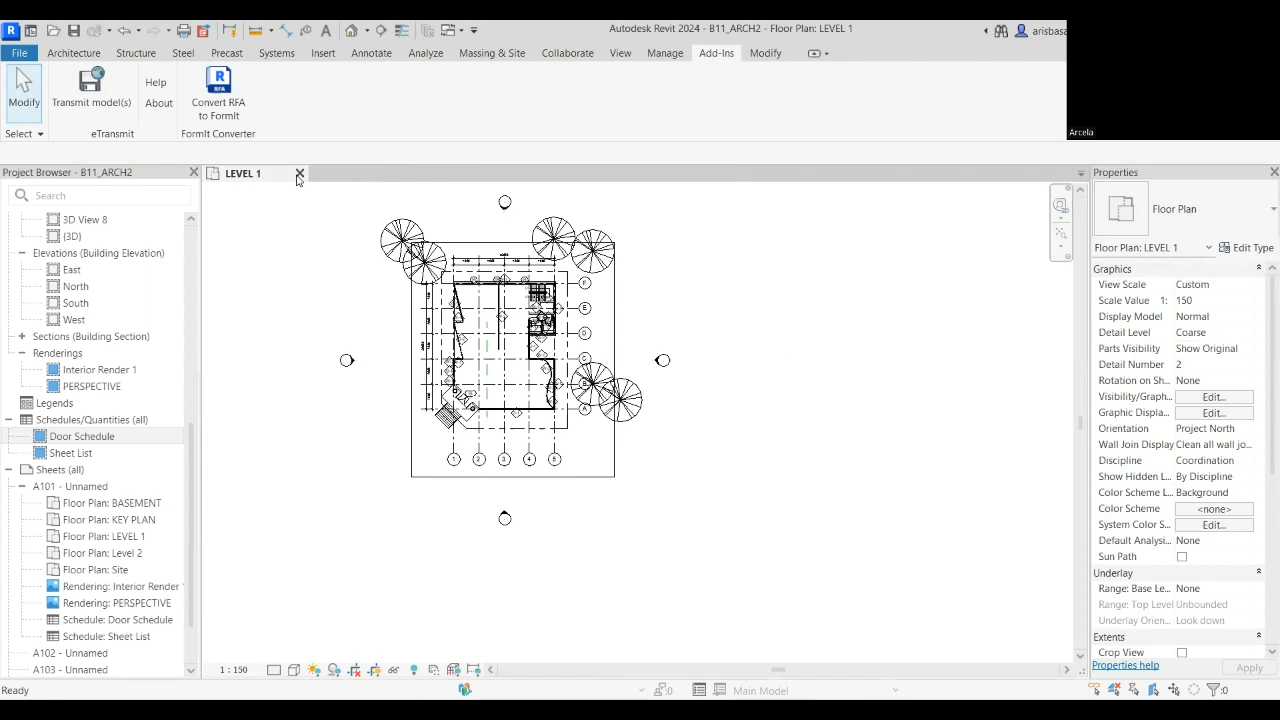 R Autodesk Revit 2024 - B11_ARCH2 - Floor Plan: LEVEL 1 arisbasa
File Architecture Structure Steel Precast Systems Insert Annotate Analyze Massing & Site Collaborate View Manage Add-Ins Modify
Modify Transmit model(s) Help About Convert RFA to FormIt
Select eTransmit FormIt Converter
Arcela
Project Browser - B11_ARCH2
Search
3D View 8
{3D}
Elevations (Building Elevation)
East
North
South
West
Sections (Building Section)
Renderings
Interior Render 1
PERSPECTIVE
Legends
Schedules/Quantities (all)
Door Schedule
Sheet List
Sheets (all)
A101 - Unnamed
Floor Plan: BASEMENT
Floor Plan: KEY PLAN
Floor Plan: LEVEL 1
Floor Plan: Level 2
Floor Plan: Site
Rendering: Interior Render
Rendering: PERSPECTIVE
Schedule: Door Schedule
Schedule: Sheet List
A102 - Unnamed
A103 - Unnamed
LEVEL 1
F
E
D
C
B
A
1 2 3 4 5
1 : 150
Properties
Floor Plan
Floor Plan: LEVEL 1 Edit Type
Graphics
View Scale Custom
Scale Value 1: 150
Display Model Normal
Detail Level Coarse
Parts Visibility Show Original
Detail Number 2
Rotation on Sh... None
Visibility/Graph... Edit...
Graphic Displa... Edit...
Orientation Project North
Wall Join Display Clean all wall jo...
Discipline Coordination
Show Hidden L... By Discipline
Color Scheme L... Background
Color Scheme <none>
System Color S... Edit...
Default Analysi... None
Sun Path
Underlay
Range: Base Le... None
Range: Top Level Unbounded
Underlay Orien... Look down
Extents
Crop View
Properties help Apply
Ready :0 Main Model :0